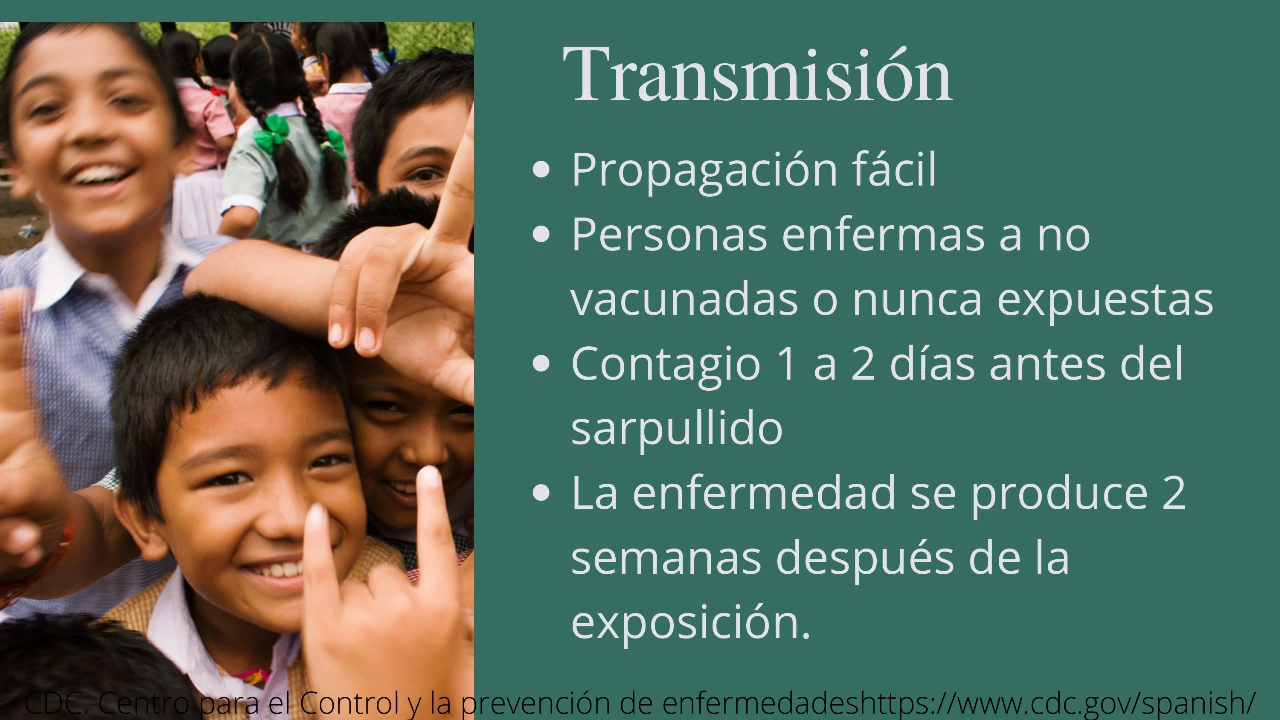 Transmisión
• Propagación fácil
• Personas enfermas a no
vacunadas o nunca expuestas
• Contagio 1 a 2 días antes del
sarpullido
• La enfermedad se produce 2
semanas después de la
exposición.
CDC. Centro para el Control y la prevención de enfermedadeshttps://www.cdc.gov/spanish/